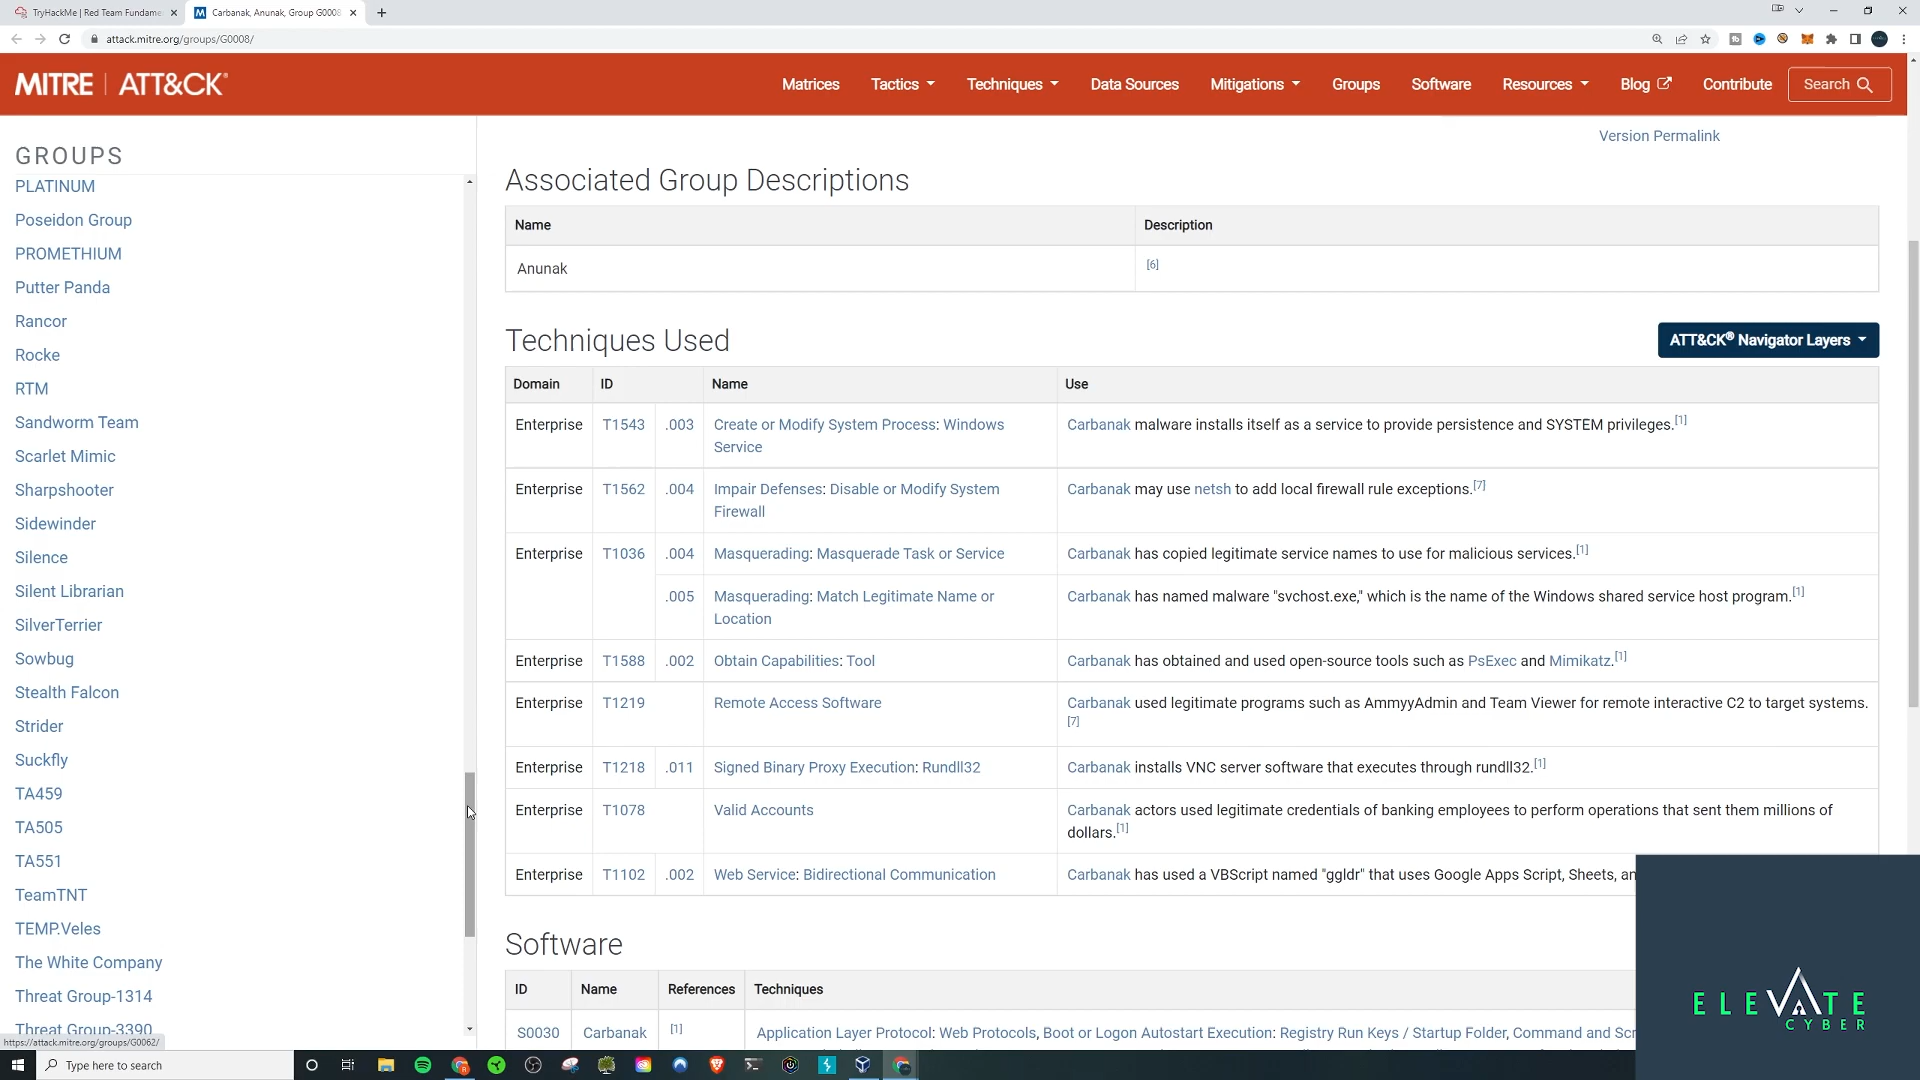 TryHackMe | Red Team Fundame
Carbanak, Anunak, Group G0008
attack.mitre.org/groups/G0008/
MITRE | ATT&CK®
Matrices
Tactics
Techniques
Data Sources
Mitigations
Groups
Software
Resources
Blog
Contribute
Search
GROUPS
PLATINUM
Poseidon Group
PROMETHIUM
Putter Panda
Rancor
Rocke
RTM
Sandworm Team
Scarlet Mimic
Sharpshooter
Sidewinder
Silence
Silent Librarian
SilverTerrier
Sowbug
Stealth Falcon
Strider
Suckfly
TA459
TA505
TA551
TeamTNT
TEMP.Veles
The White Company
Threat Group-1314
Threat Group-3390
https://attack.mitre.org/groups/G0062/
Version Permalink
Associated Group Descriptions
Name Description
Anunak [6]
Techniques Used
ATT&CK® Navigator Layers
Domain ID Name Use
Enterprise T1543 .003 Create or Modify System Process: Windows Carbanak malware installs itself as a service to provide persistence and SYSTEM privileges.[1]
Service
Enterprise T1562 .004 Impair Defenses: Disable or Modify System Carbanak may use netsh to add local firewall rule exceptions.[7]
Firewall
Enterprise T1036 .004 Masquerading: Masquerade Task or Service Carbanak has copied legitimate service names to use for malicious services.[1]
.005 Masquerading: Match Legitimate Name or Carbanak has named malware "svchost.exe," which is the name of the Windows shared service host program.[1]
Location
Enterprise T1588 .002 Obtain Capabilities: Tool Carbanak has obtained and used open-source tools such as PsExec and Mimikatz.[1]
Enterprise T1219 Remote Access Software Carbanak used legitimate programs such as AmmyyAdmin and Team Viewer for remote interactive C2 to target systems.
[7]
Enterprise T1218 .011 Signed Binary Proxy Execution: Rundll32 Carbanak installs VNC server software that executes through rundll32.[1]
Enterprise T1078 Valid Accounts Carbanak actors used legitimate credentials of banking employees to perform operations that sent them millions of
dollars.[1]
Enterprise T1102 .002 Web Service: Bidirectional Communication Carbanak has used a VBScript named "ggldr" that uses Google Apps Script, Sheets, an
Software
ID Name References Techniques
S0030 Carbanak [1] Application Layer Protocol: Web Protocols, Boot or Logon Autostart Execution: Registry Run Keys / Startup Folder, Command and Scr
ELEVATE
CYBER
Type here to search